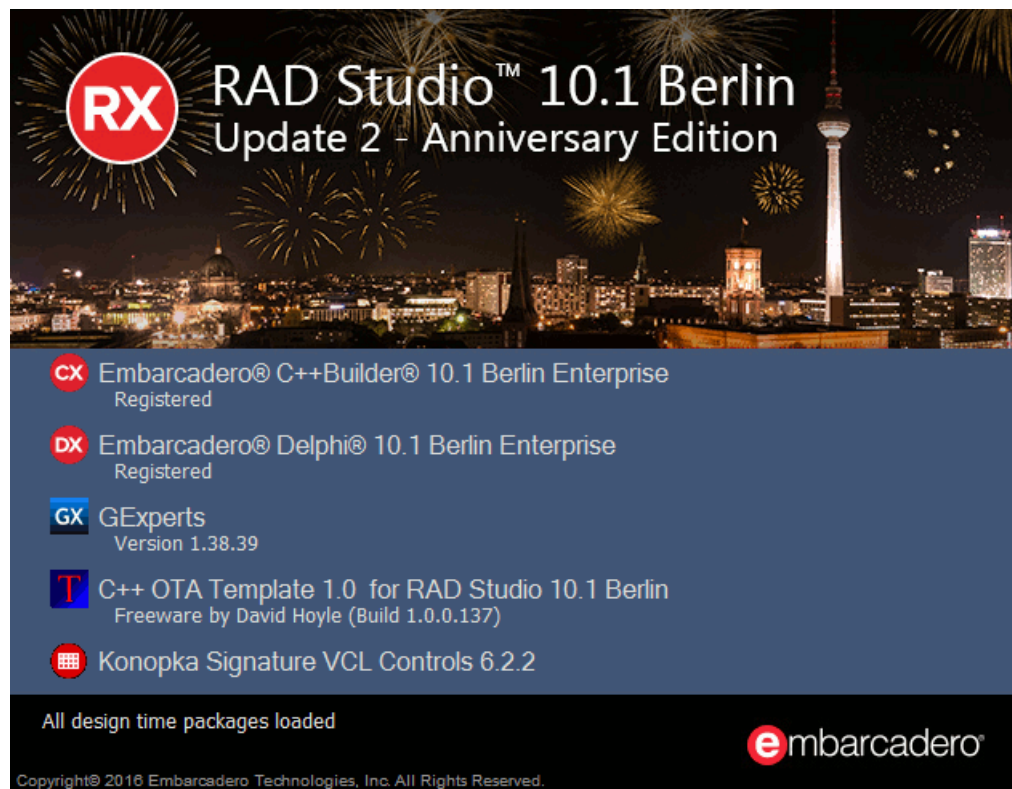 RX
RAD Studio™ 10.1 Berlin
Update 2 - Anniversary Edition
CX Embarcadero® C++Builder® 10.1 Berlin Enterprise
Registered
DX Embarcadero® Delphi® 10.1 Berlin Enterprise
Registered
GX GExperts
Version 1.38.39
T C++ OTA Template 1.0 for RAD Studio 10.1 Berlin
Freeware by David Hoyle (Build 1.0.0.137)
Konopka Signature VCL Controls 6.2.2
All design time packages loaded
embarcadero®
Copyright© 2016 Embarcadero Technologies, Inc. All Rights Reserved.